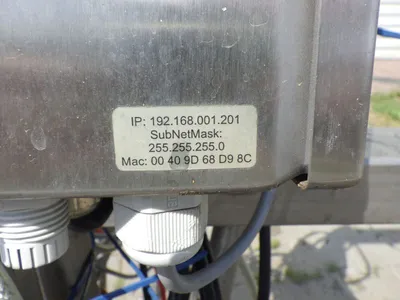 IP: 192.168.001.201
SubNetMask:
255.255.255.0
Mac: 00 40 9D 68 D9 8C